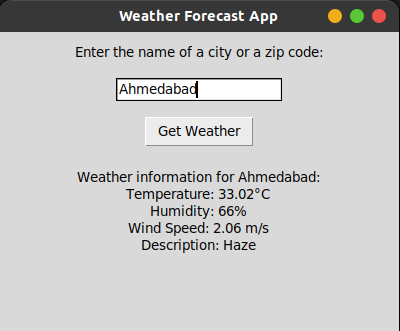 Weather Forecast App
Enter the name of a city or a zip code:
Ahmedabad
Get Weather
Weather information for Ahmedabad:
Temperature: 33.02°C
Humidity: 66%
Wind Speed: 2.06 m/s
Description: Haze